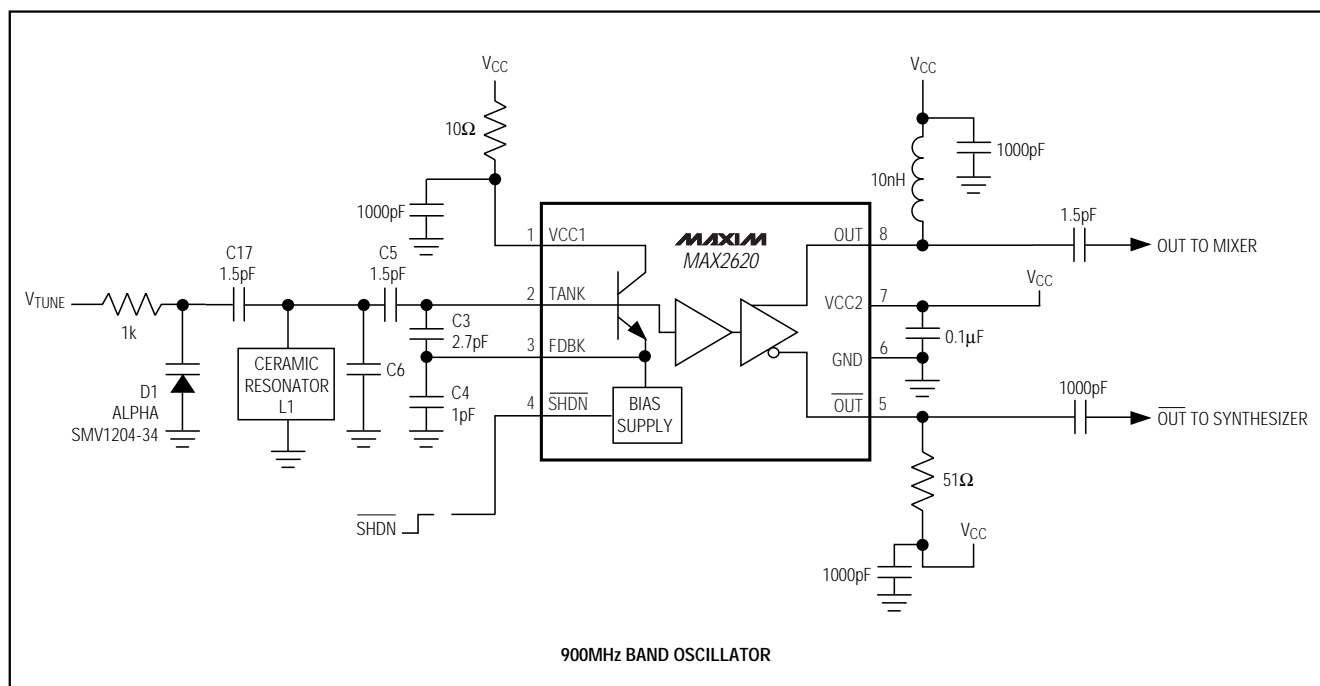 VCC
10Ω
1000pF
VCC
1000pF
10nH
1.5pF
OUT TO MIXER
C17
1.5pF
C5
1.5pF
VTUNE
1k
D1
ALPHA
SMV1204-34
CERAMIC
RESONATOR
L1
C6
C3
2.7pF
C4
1pF
1 VCC1
2 TANK
3 FDBK
4 SHDN
MAXIM
MAX2620
BIAS
SUPPLY
OUT 8
VCC2 7
GND 6
OUT 5
VCC
0.1μF
1000pF
OUT TO SYNTHESIZER
51Ω
VCC
1000pF
SHDN
900MHz BAND OSCILLATOR